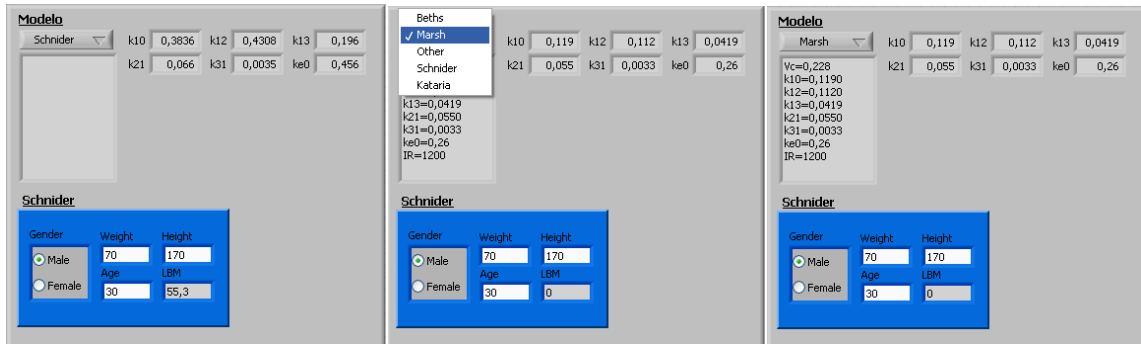 Modelo
Schnider k10 0,3836 k12 0,4308 k13 0,196
k21 0,066 k31 0,0035 ke0 0,456
Schnider
Gender Weight Height
Male 70 170
Age LBM
Female 30 55,3
Beths
Marsh
Other
Schnider
Kataria
k10 0,119 k12 0,112 k13 0,0419
k21 0,055 k31 0,0033 ke0 0,26
k13=0,0419
k21=0,0550
k31=0,0033
ke0=0,26
IR=1200
Schnider
Gender Weight Height
Male 70 170
Age LBM
Female 30 0
Modelo
Marsh k10 0,119 k12 0,112 k13 0,0419
k21 0,055 k31 0,0033 ke0 0,26
Vc=0,228
k10=0,1190
k12=0,1120
k13=0,0419
k21=0,0550
k31=0,0033
ke0=0,26
IR=1200
Schnider
Gender Weight Height
Male 70 170
Age LBM
Female 30 0